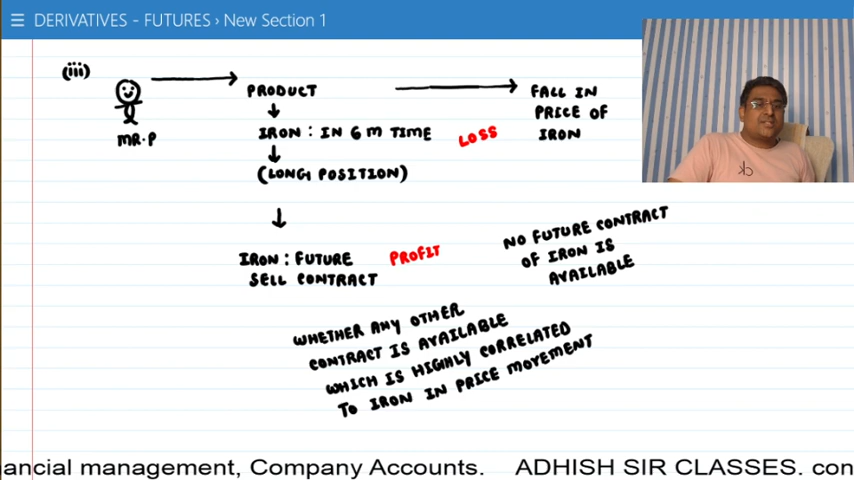 ☰ DERIVATIVES - FUTURES › New Section 1
(iii)
MR.P
PRODUCT
IRON : IN 6 M TIME
(LONG POSITION)
LOSS
FALL IN
PRICE OF
IRON
IRON : FUTURE
SELL CONTRACT
PROFIT
NO FUTURE CONTRACT
OF IRON IS
AVAILABLE
WHETHER ANY OTHER
CONTRACT IS AVAILABLE
WHICH IS HIGHLY CORRELATED
TO IRON IN PRICE MOVEMENT
ancial management, Company Accounts. ADHISH SIR CLASSES. con